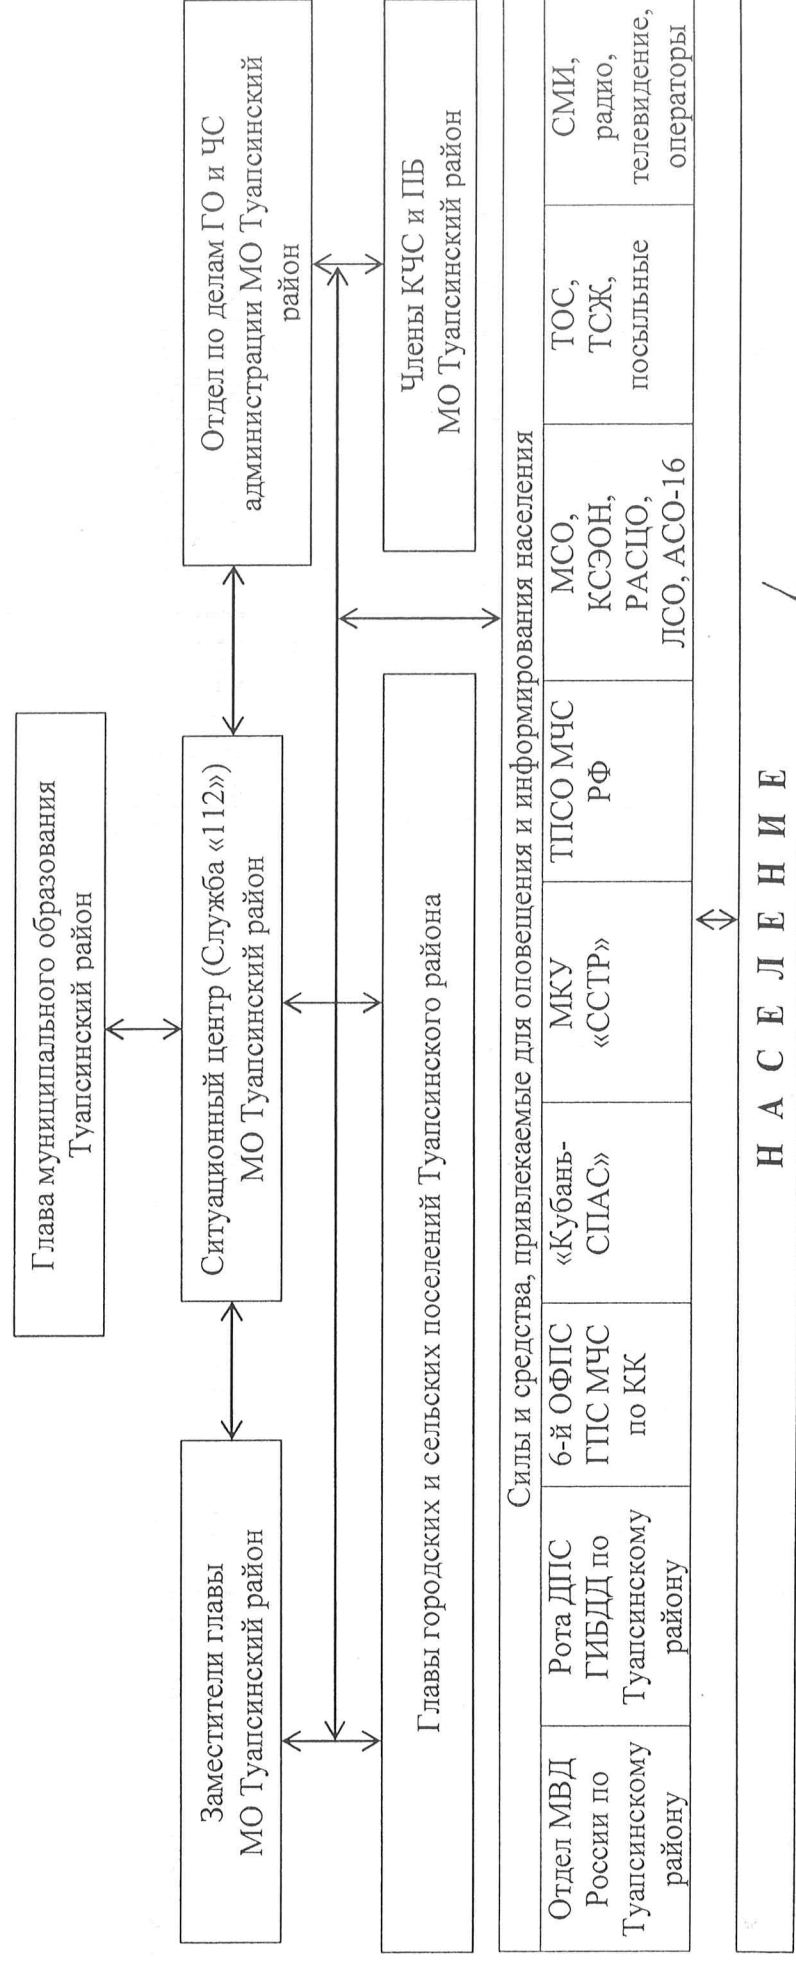 Глава муниципального образования
Туапсинский район
Заместители главы
МО Туапсинский район
Ситуационный центр (Служба «112»)
МО Туапсинский район
Отдел по делам ГО и ЧС
администрации МО Туапсинский
район
Главы городских и сельских поселений Туапсинского района
Члены КЧС и ПБ
МО Туапсинский район
Силы и средства, привлекаемые для оповещения и информирования населения
Отдел МВД
России по
Туапсинскому
району
Рота ДПС
ГИБДД по
Туапсинскому
району
6-й ОФПС
ГПС МЧС
по КК
«Кубань-
СПАС»
МКУ
«ССТР»
ТПСО МЧС
РФ
МСО,
КСЭОН,
РАСЦО,
ЛСО, АСО-16
ТОС,
ТСЖ,
посыльные
СМИ,
радио,
телевидение,
операторы
Н А С Е Л Е Н И Е